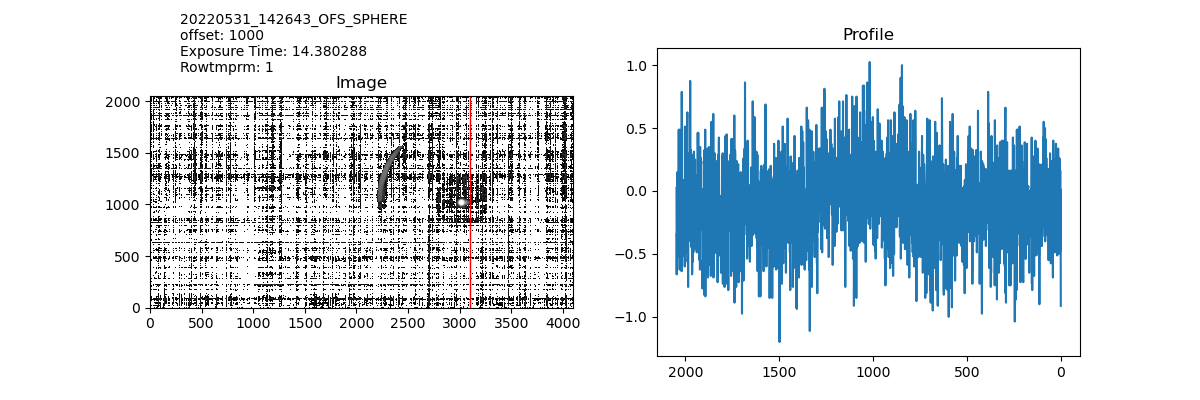 20220531_142643_OFS_SPHERE
offset: 1000
Exposure Time: 14.380288
Rowtmprm: 1
Image
2000
1500
1000
500
0
0 500 1000 1500 2000 2500 3000 3500 4000
Profile
1.0
0.5
0.0
−0.5
−1.0
2000 1500 1000 500 0